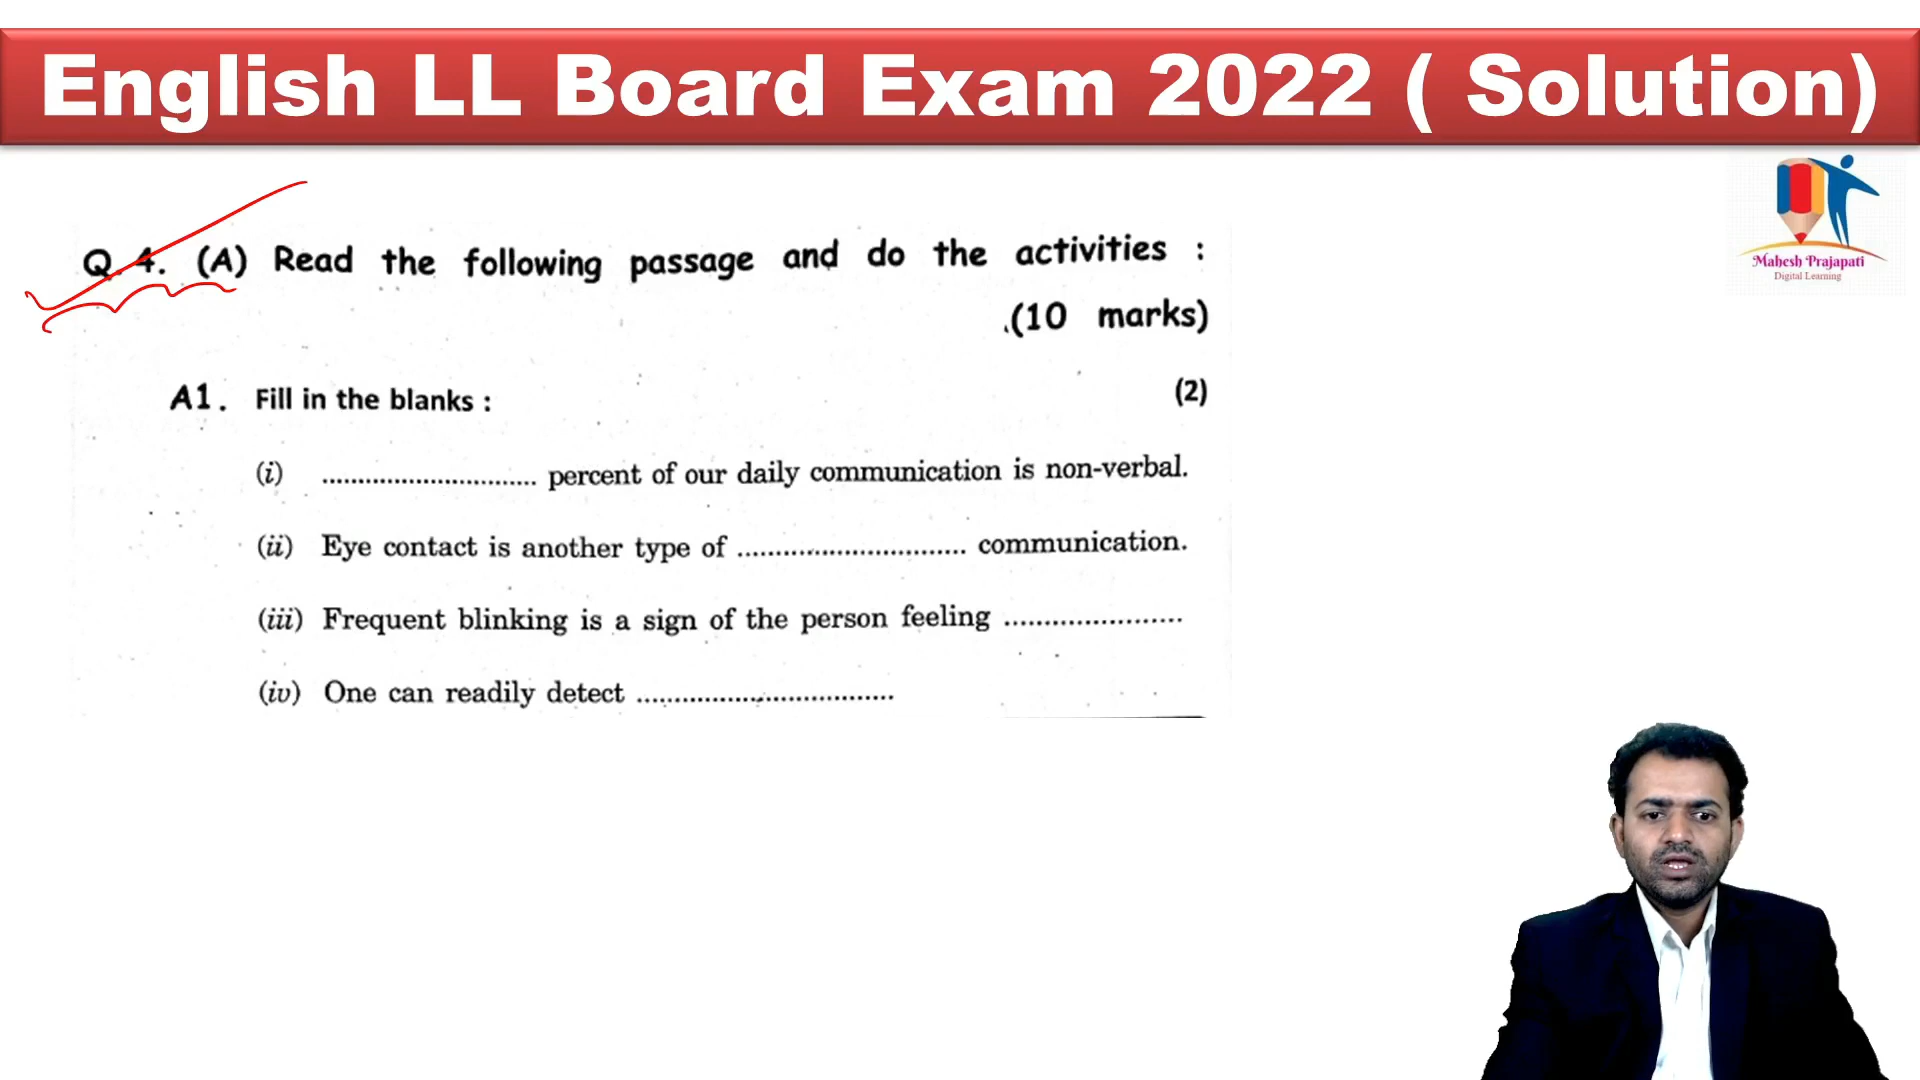 English LL Board Exam 2022 ( Solution)
Mahesh Prajapati
Digital Learning
Q.4. (A) Read the following passage and do the activities :
(10 marks)
A1. Fill in the blanks : (2)
(i) ............................ percent of our daily communication is non-verbal.
(ii) Eye contact is another type of .............................. communication.
(iii) Frequent blinking is a sign of the person feeling .......................
(iv) One can readily detect ..................................